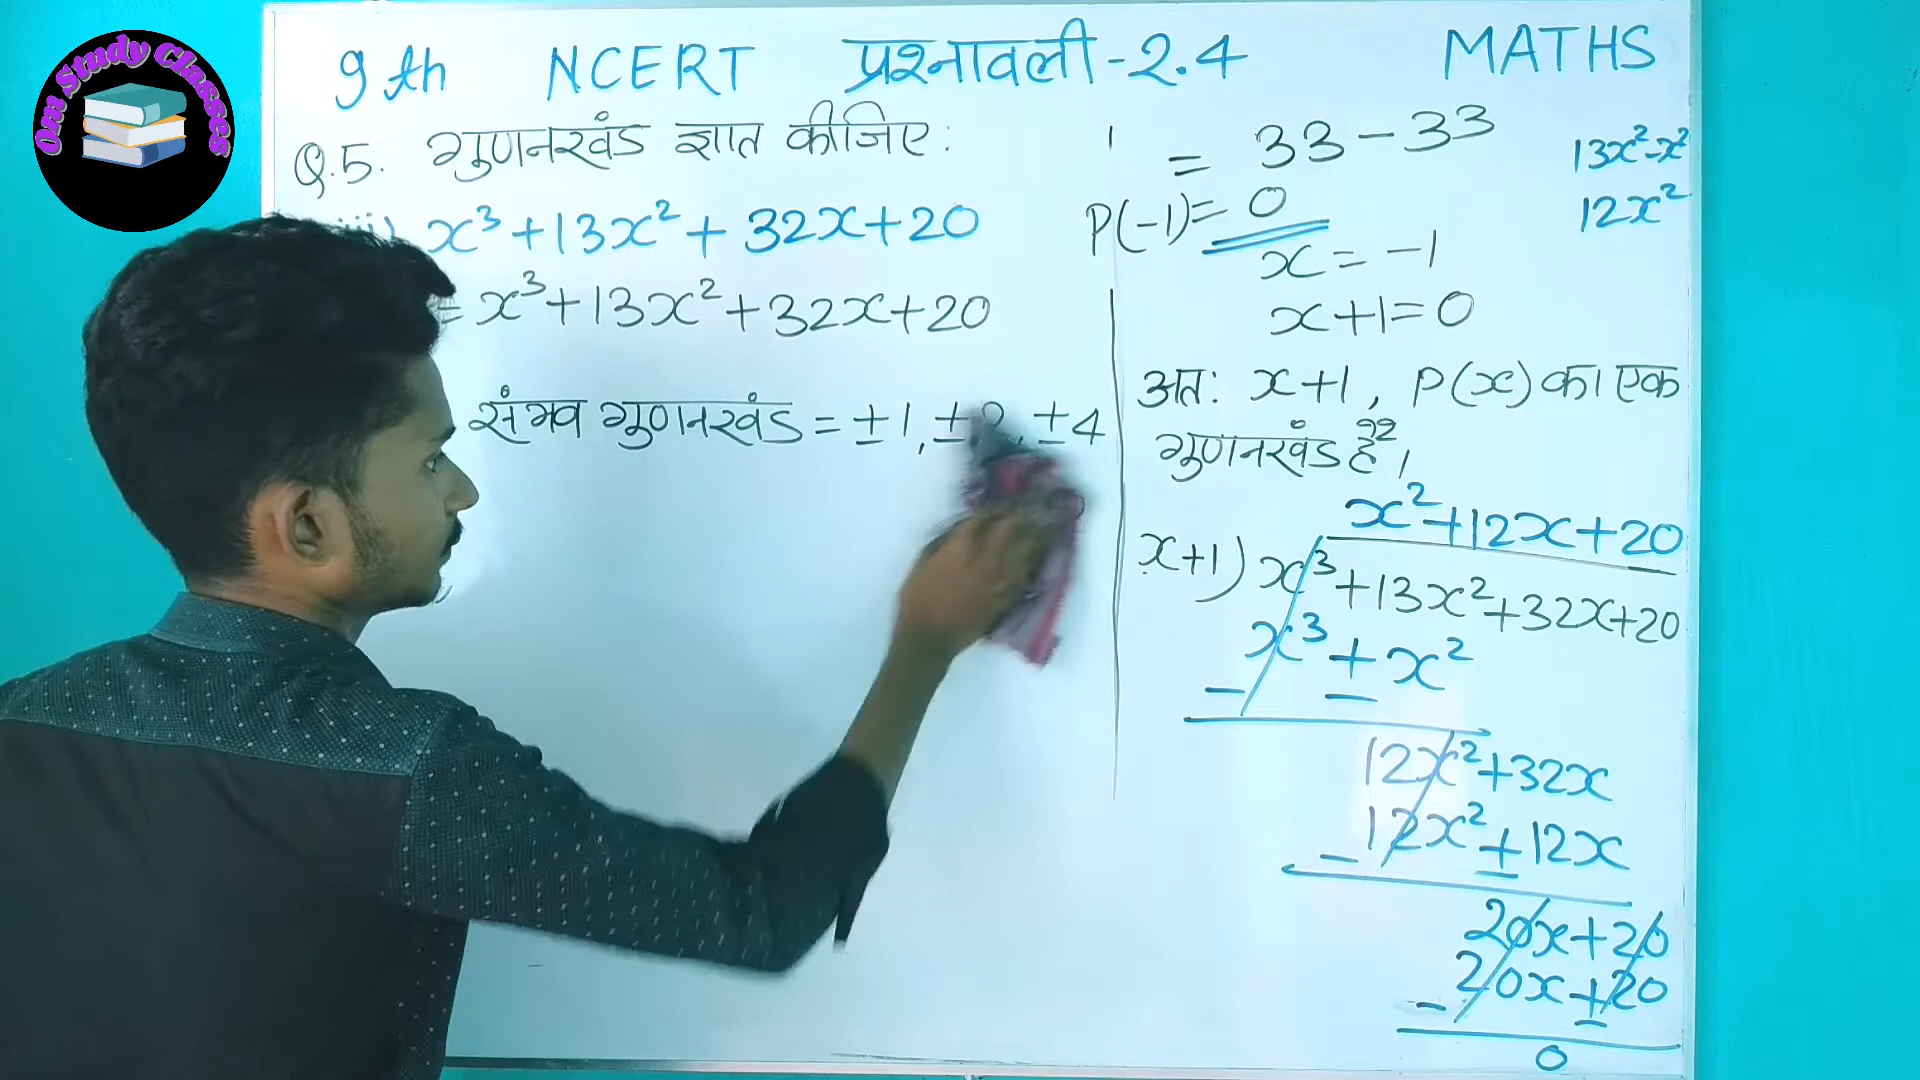 Om Study Classes
9th NCERT प्रश्नावली-2.4 MATHS
Q.5. गुणनखंड ज्ञात कीजिए:
iii) x³+13x²+32x+20
= x³+13x²+32x+20
संभव गुणनखंड = ±1, ±2, ±4
= 33-33
P(-1)= 0
x = -1
x+1=0
13x²-x²
12x²
अत: x+1, P(x) का एक
गुणनखंड है।
x²+12x+20
x+1) x³+13x²+32x+20
x³ + x²
- -
12x²+32x
12x² + 12x
- -
20x+20
20x+20
- -
0